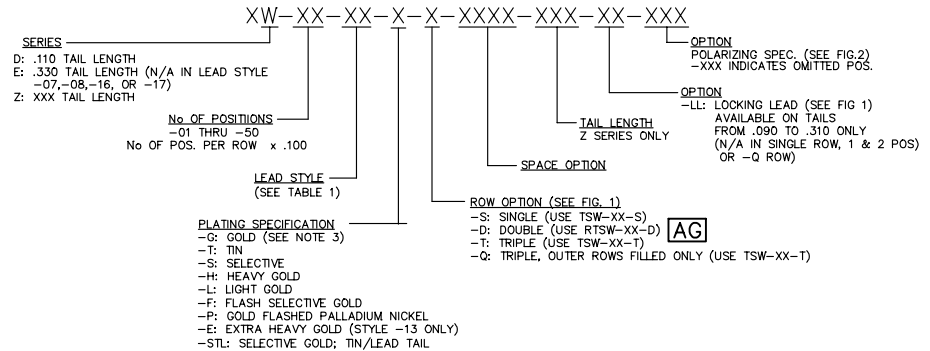 XW-XX-XX-X-X-XXXX-XXX-XX-XXX
SERIES
D: .110 TAIL LENGTH
E: .330 TAIL LENGTH (N/A IN LEAD STYLE
-07,-08,-16, OR -17)
Z: XXX TAIL LENGTH
No OF POSITIONS
-01 THRU -50
No OF POS. PER ROW x .100
LEAD STYLE
(SEE TABLE 1)
PLATING SPECIFICATION
-G: GOLD (SEE NOTE 3)
-T: TIN
-S: SELECTIVE
-H: HEAVY GOLD
-L: LIGHT GOLD
-F: FLASH SELECTIVE GOLD
-P: GOLD FLASHED PALLADIUM NICKEL
-E: EXTRA HEAVY GOLD (STYLE -13 ONLY)
-STL: SELECTIVE GOLD; TIN/LEAD TAIL
ROW OPTION (SEE FIG. 1)
-S: SINGLE (USE TSW-XX-S)
-D: DOUBLE (USE RTSW-XX-D) AG
-T: TRIPLE (USE TSW-XX-T)
-Q: TRIPLE, OUTER ROWS FILLED ONLY (USE TSW-XX-T)
SPACE OPTION
TAIL LENGTH
Z SERIES ONLY
OPTION
-LL: LOCKING LEAD (SEE FIG 1)
AVAILABLE ON TAILS
FROM .090 TO .310 ONLY
(N/A IN SINGLE ROW, 1 & 2 POS)
OR -Q ROW)
OPTION
POLARIZING SPEC. (SEE FIG.2)
-XXX INDICATES OMITTED POS.